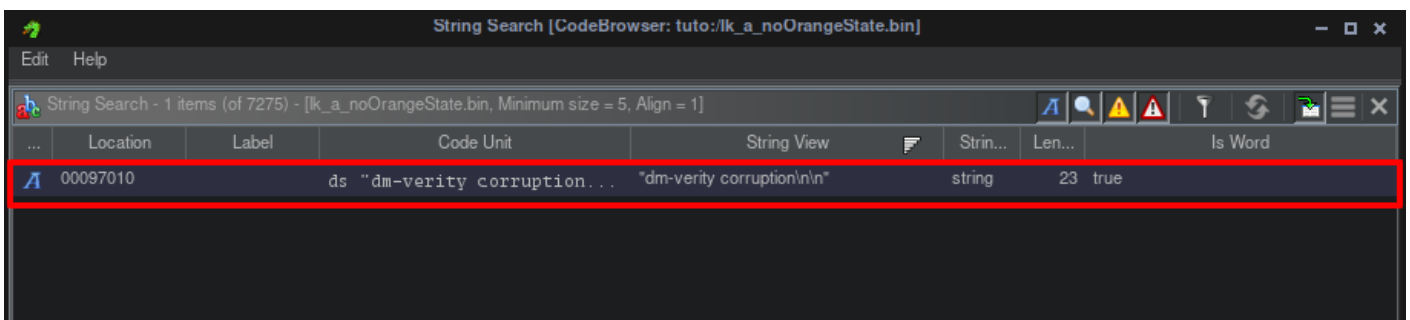 String Search [CodeBrowser: tuto:/lk_a_noOrangeState.bin]
Edit Help
String Search - 1 items (of 7275) - [lk_a_noOrangeState.bin, Minimum size = 5, Align = 1]
... Location Label Code Unit String View Strin... Len... Is Word
A 00097010 ds "dm-verity corruption... "dm-verity corruption\n\n" string 23 true